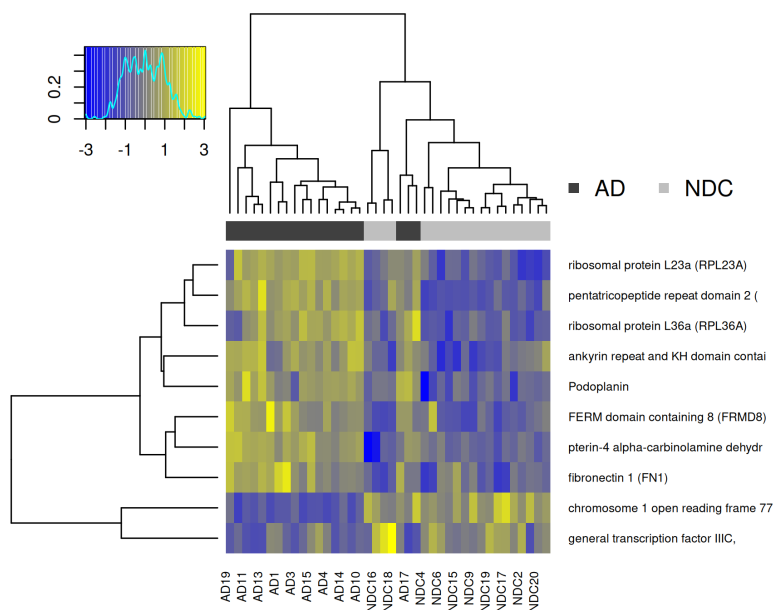 0.2
0
-3
-1
1
3
AD
NDC
ribosomal protein L23a (RPL23A)
pentatricopeptide repeat domain 2 (
ribosomal protein L36a (RPL36A)
ankyrin repeat and KH domain contai
Podoplanin
FERM domain containing 8 (FRMD8)
pterin-4 alpha-carbinolamine dehydr
fibronectin 1 (FN1)
chromosome 1 open reading frame 77
general transcription factor IIIC,
AD19
AD11
AD13
AD1
AD3
AD15
AD4
AD14
AD10
NDC16
NDC18
AD17
NDC4
NDC6
NDC15
NDC9
NDC19
NDC17
NDC2
NDC20